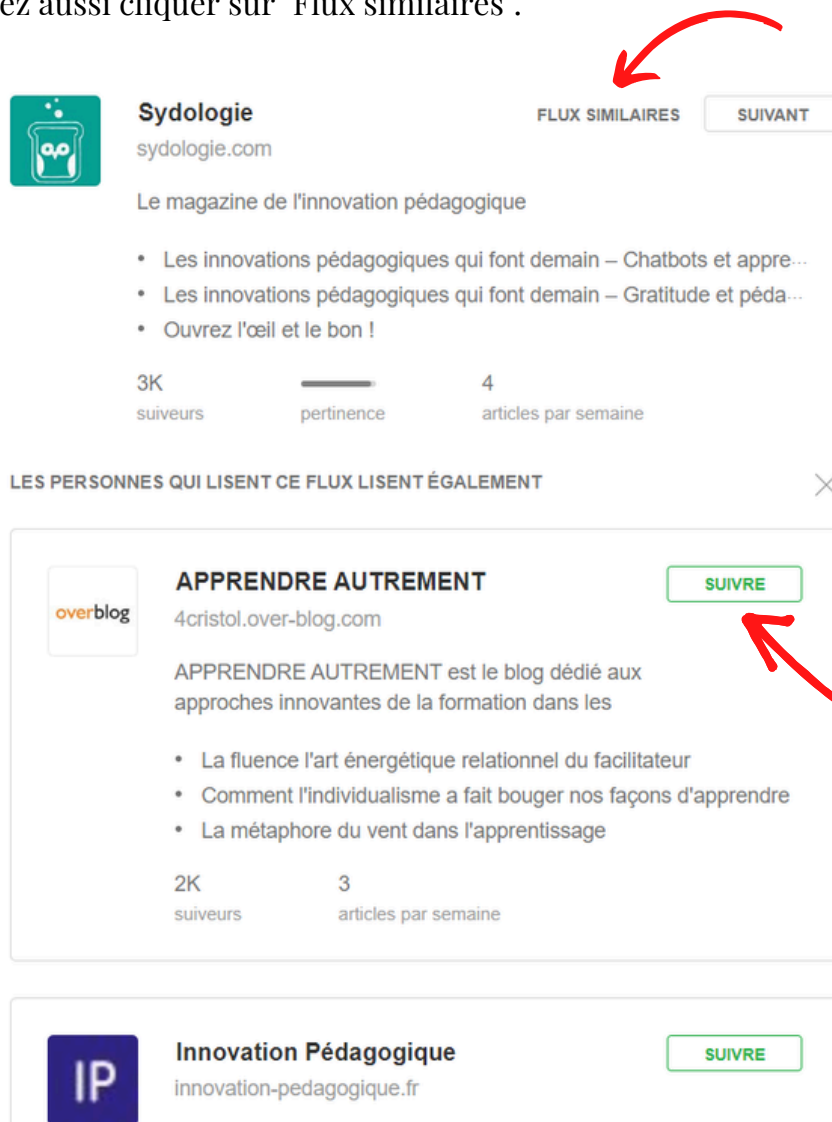 ez aussi cliquer sur "Flux similaires".
Sydologie
FLUX SIMILAIRES
SUIVANT
sydologie.com
Le magazine de l'innovation pédagogique
• Les innovations pédagogiques qui font demain – Chatbots et appre...
• Les innovations pédagogiques qui font demain – Gratitude et péda...
• Ouvrez l'œil et le bon !
3K
4
suiveurs
pertinence
articles par semaine
LES PERSONNES QUI LISENT CE FLUX LISENT ÉGALEMENT
overblog
APPRENDRE AUTREMENT
SUIVRE
4cristol.over-blog.com
APPRENDRE AUTREMENT est le blog dédié aux
approches innovantes de la formation dans les
• La fluence l'art énergétique relationnel du facilitateur
• Comment l'individualisme a fait bouger nos façons d'apprendre
• La métaphore du vent dans l'apprentissage
2K
3
suiveurs
articles par semaine
IP
Innovation Pédagogique
SUIVRE
innovation-pedagogique.fr